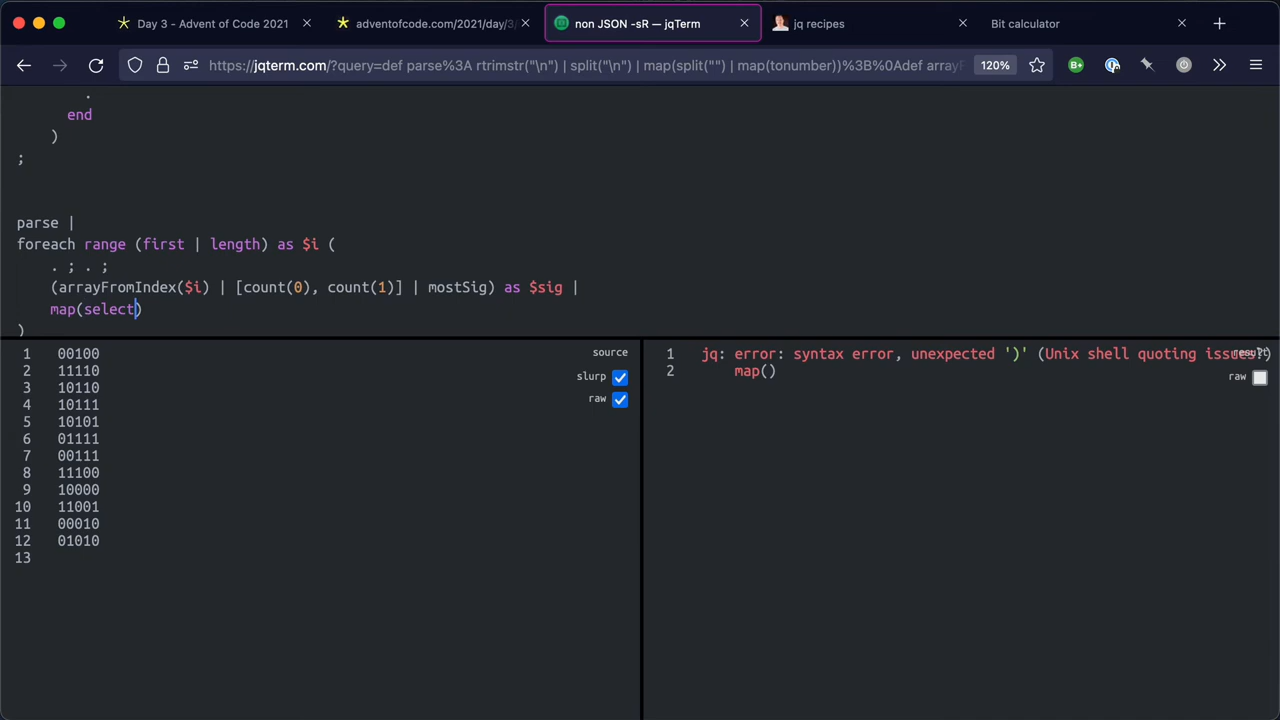 Day 3 - Advent of Code 2021
adventofcode.com/2021/day/3/
non JSON -sR — jqTerm
jq recipes
Bit calculator
https://jqterm.com/?query=def parse%3A rtrimstr("\n") | split("\n") | map(split("") | map(tonumber))%3B%0Adef arrayF
120%
.
end
)
;
parse |
foreach range (first | length) as $i (
. ; . ;
(arrayFromIndex($i) | [count(0), count(1)] | mostSig) as $sig |
map(select)
)
source
slurp
raw
1 00100
2 11110
3 10110
4 10111
5 10101
6 01111
7 00111
8 11100
9 10000
10 11001
11 00010
12 01010
13
result
raw
1 jq: error: syntax error, unexpected ')' (Unix shell quoting issues?)
2 map()